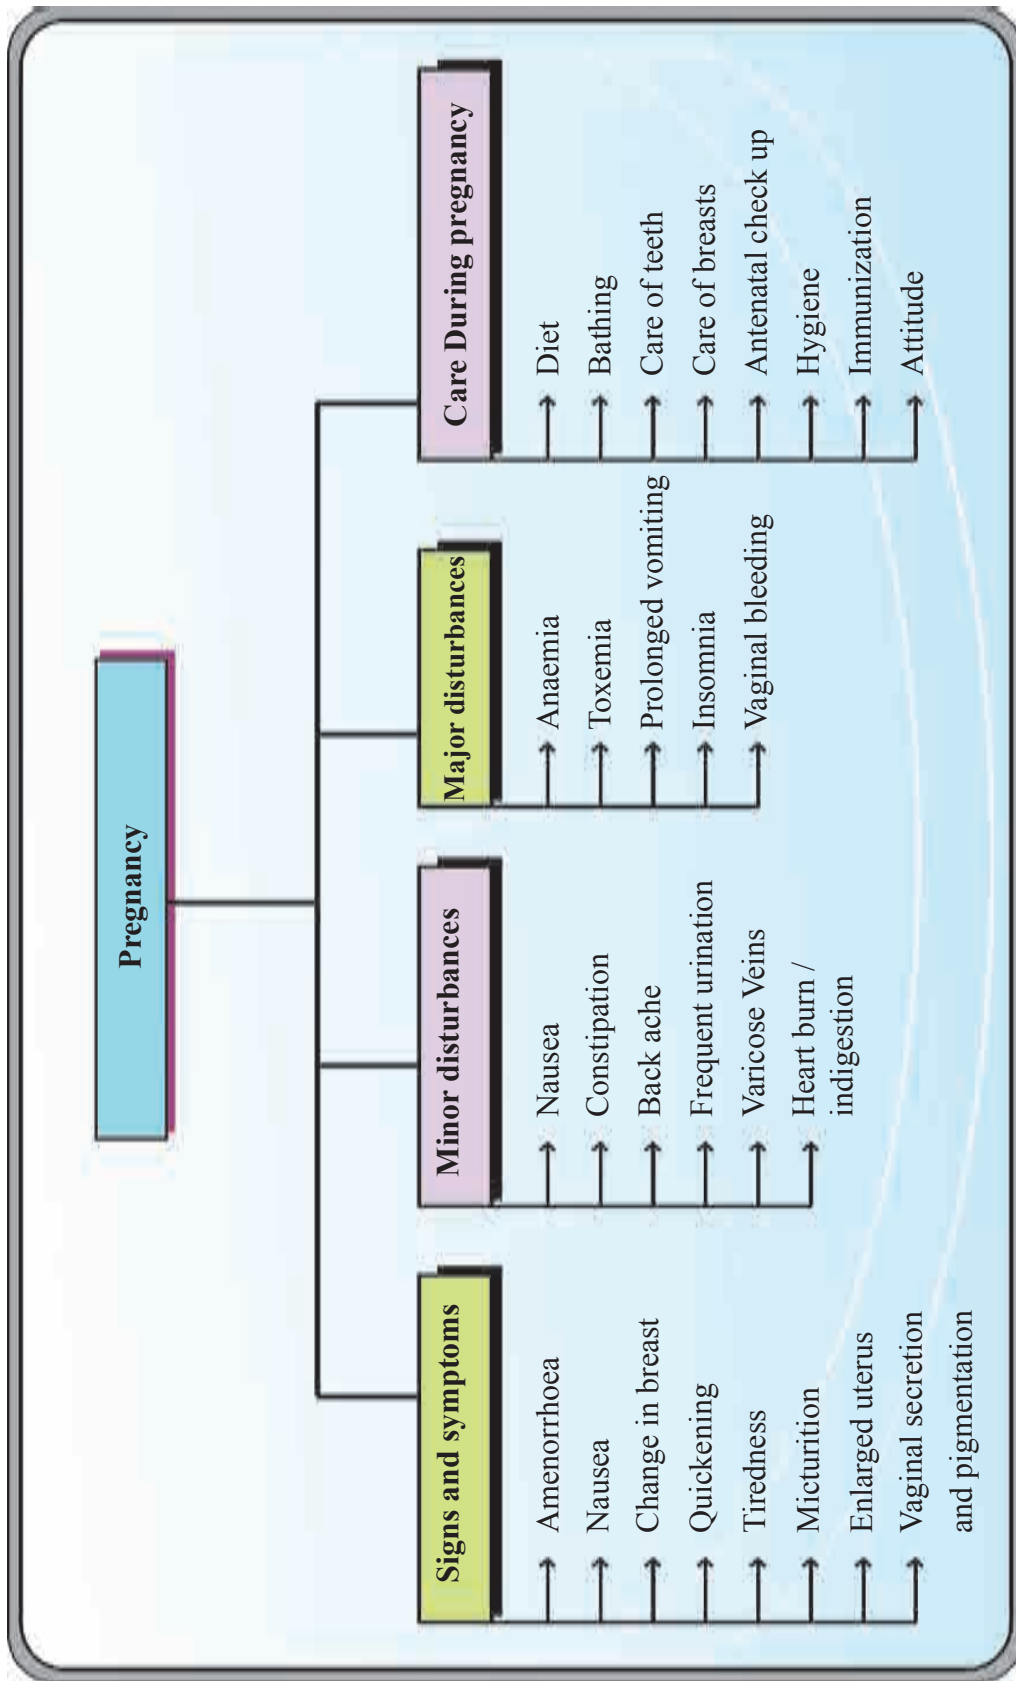 Pregnancy
Signs and symptoms
Amenorrhoea
Nausea
Change in breast
Quickening
Tiredness
Micturition
Enlarged uterus
Vaginal secretion
and pigmentation
Minor disturbances
Nausea
Constipation
Back ache
Frequent urination
Varicose Veins
Heart burn /
indigestion
Major disturbances
Anaemia
Toxemia
Prolonged vomiting
Insomnia
Vaginal bleeding
Care During pregnancy
Diet
Bathing
Care of teeth
Care of breasts
Antenatal check up
Hygiene
Immunization
Attitude